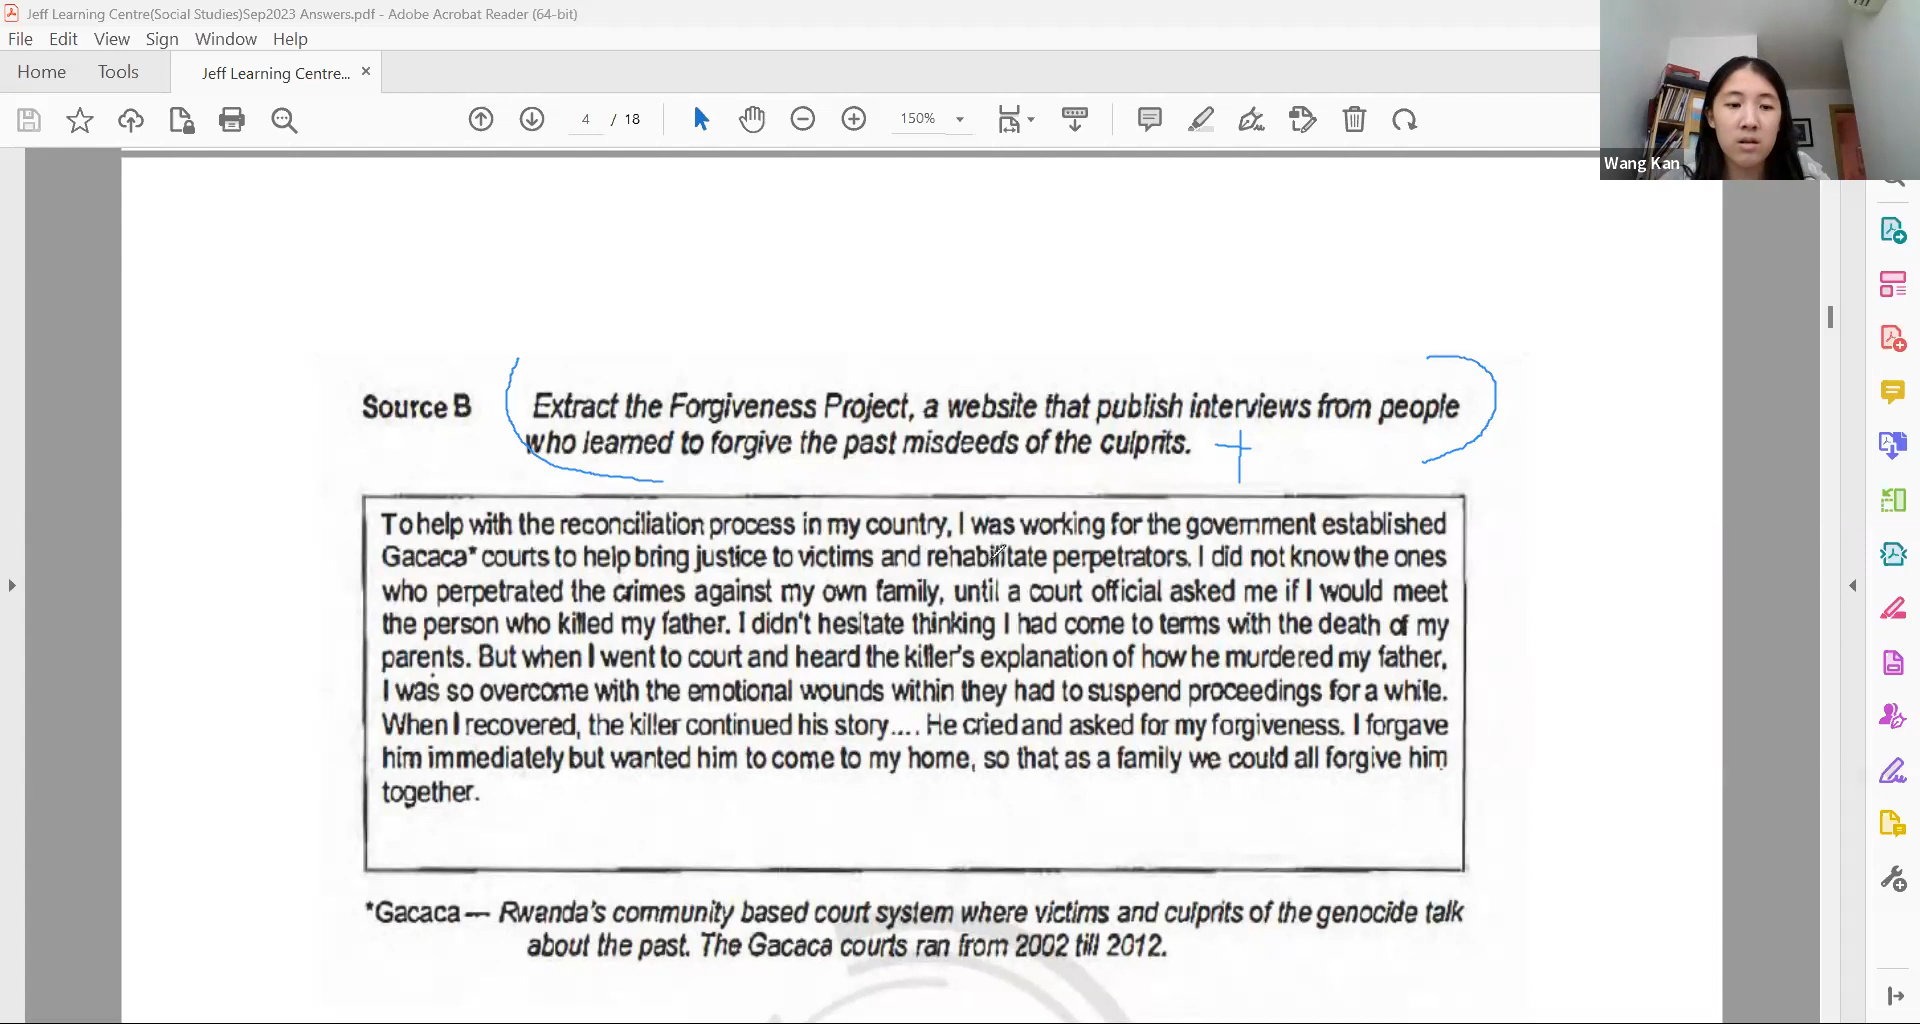 Jeff Learning Centre(Social Studies)Sep2023 Answers.pdf - Adobe Acrobat Reader (64-bit)
File Edit View Sign Window Help
Home Tools Jeff Learning Centre... ×
4 / 18 150%
Wang Kan
Source B Extract the Forgiveness Project, a website that publish interviews from people
who learned to forgive the past misdeeds of the culprits.
To help with the reconciliation process in my country, I was working for the government established
Gacaca* courts to help bring justice to victims and rehabilitate perpetrators. I did not know the ones
who perpetrated the crimes against my own family, until a court official asked me if I would meet
the person who killed my father. I didn't hesitate thinking I had come to terms with the death of my
parents. But when I went to court and heard the killer's explanation of how he murdered my father,
I was so overcome with the emotional wounds within they had to suspend proceedings for a while.
When I recovered, the killer continued his story.... He cried and asked for my forgiveness. I forgave
him immediately but wanted him to come to my home, so that as a family we could all forgive him
together.
*Gacaca— Rwanda's community based court system where victims and culprits of the genocide talk
about the past. The Gacaca courts ran from 2002 till 2012.